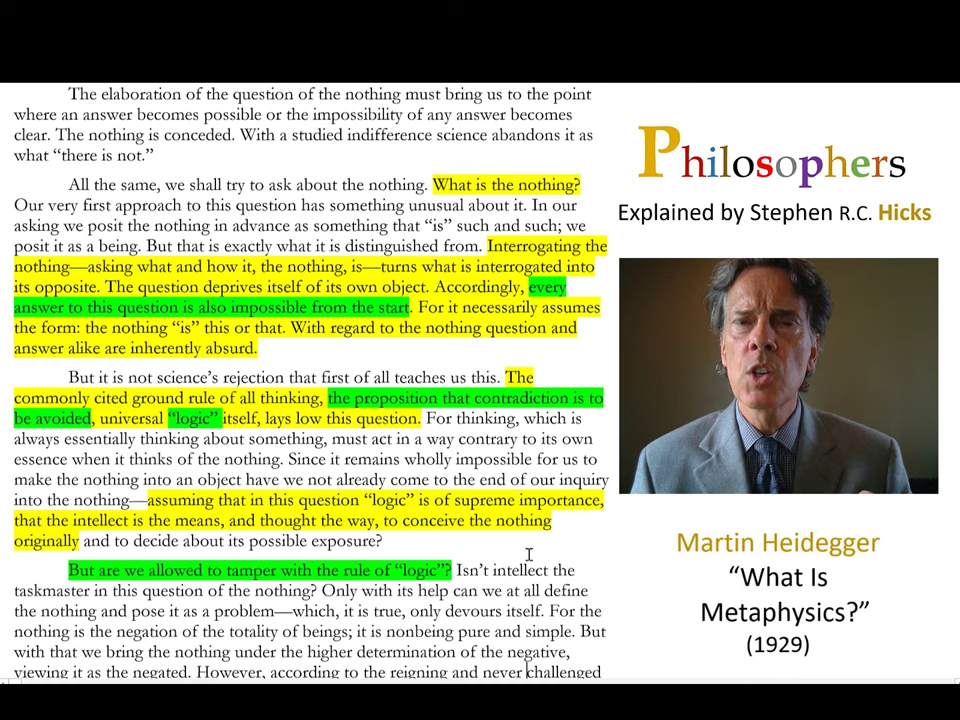 The elaboration of the question of the nothing must bring us to the point
where an answer becomes possible or the impossibility of any answer becomes
clear. The nothing is conceded. With a studied indifference science abandons it as
what “there is not.”
All the same, we shall try to ask about the nothing. What is the nothing?
Our very first approach to this question has something unusual about it. In our
asking we posit the nothing in advance as something that “is” such and such; we
posit it as a being. But that is exactly what it is distinguished from. Interrogating the
nothing—asking what and how it, the nothing, is—turns what is interrogated into
its opposite. The question deprives itself of its own object. Accordingly, every
answer to this question is also impossible from the start. For it necessarily assumes
the form: the nothing “is” this or that. With regard to the nothing question and
answer alike are inherently absurd.
But it is not science’s rejection that first of all teaches us this. The
commonly cited ground rule of all thinking, the proposition that contradiction is to
be avoided, universal “logic” itself, lays low this question. For thinking, which is
always essentially thinking about something, must act in a way contrary to its own
essence when it thinks of the nothing. Since it remains wholly impossible for us to
make the nothing into an object have we not already come to the end of our inquiry
into the nothing—assuming that in this question “logic” is of supreme importance,
that the intellect is the means, and thought the way, to conceive the nothing
originally and to decide about its possible exposure?
But are we allowed to tamper with the rule of “logic”? Isn’t intellect the
taskmaster in this question of the nothing? Only with its help can we at all define
the nothing and pose it as a problem—which, it is true, only devours itself. For the
nothing is the negation of the totality of beings; it is nonbeing pure and simple. But
with that we bring the nothing under the higher determination of the negative,
viewing it as the negated. However, according to the reigning and never challenged
Philosophers
Explained by Stephen R.C. Hicks
Martin Heidegger
“What Is
Metaphysics?”
(1929)